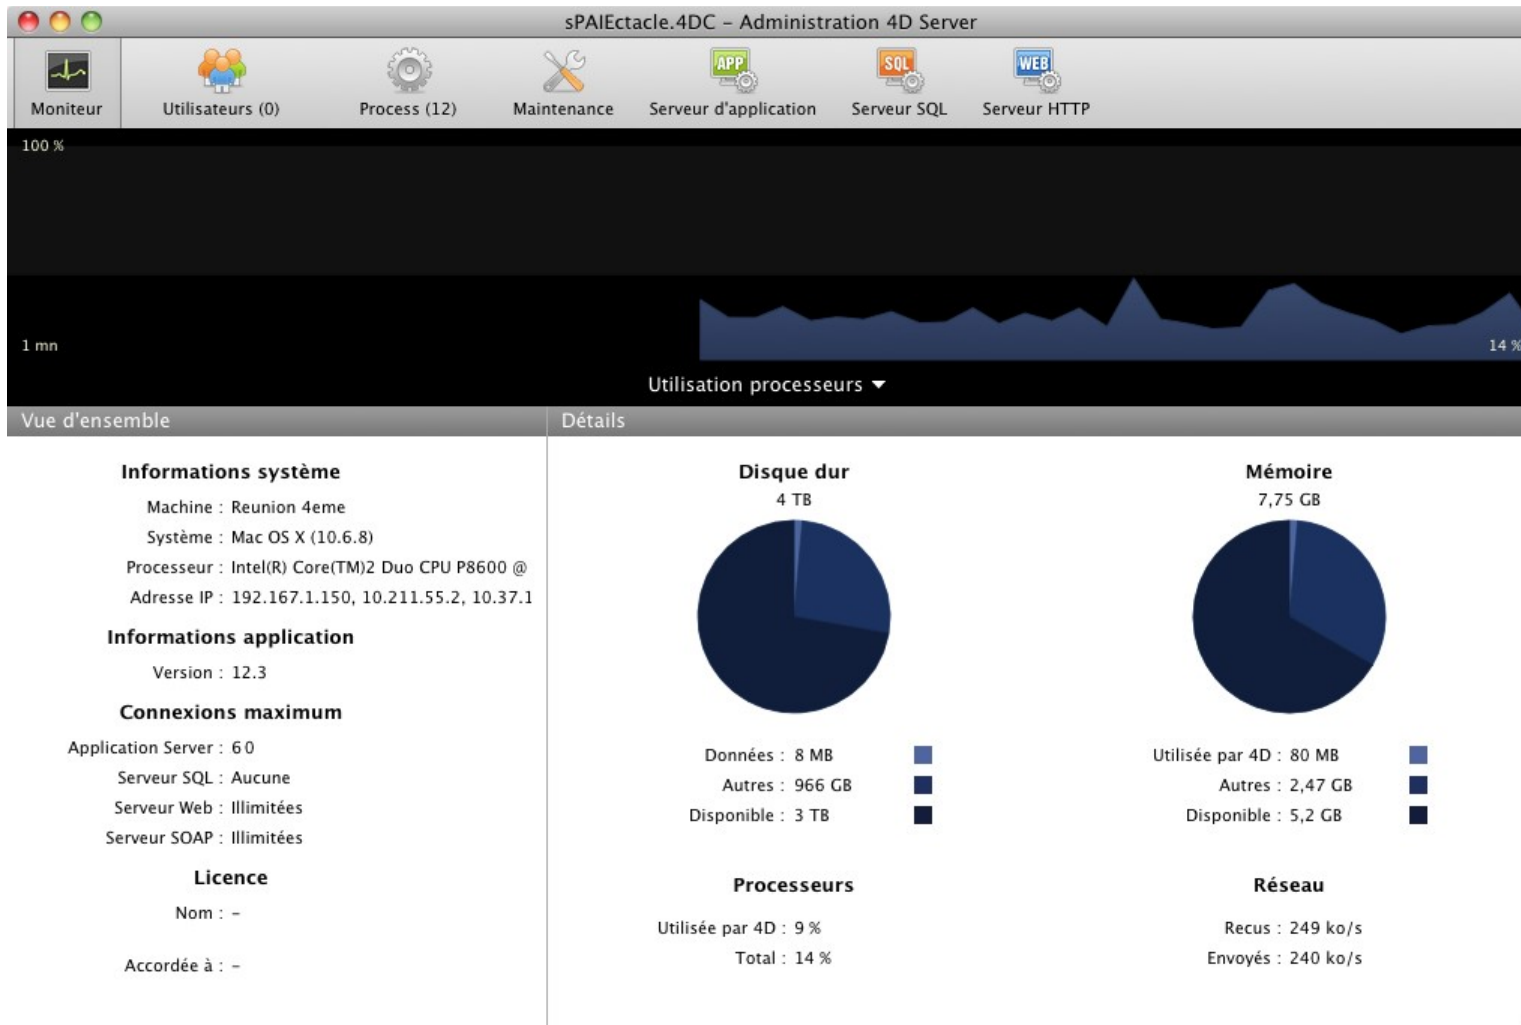 sPAIEctacle.4DC – Administration 4D Server
Moniteur
Utilisateurs (0)
Process (12)
Maintenance
APP
Serveur d'application
SQL
Serveur SQL
WEB
Serveur HTTP
100 %
1 mn
14 %
Utilisation processeurs
Vue d'ensemble
Détails
Informations système
Machine : Reunion 4eme
Système : Mac OS X (10.6.8)
Processeur : Intel(R) Core(TM)2 Duo CPU P8600 @
Adresse IP : 192.167.1.150, 10.211.55.2, 10.37.1
Informations application
Version : 12.3
Connexions maximum
Application Server : 60
Serveur SQL : Aucune
Serveur Web : Illimitées
Serveur SOAP : Illimitées
Licence
Nom : –
Accordée à : –
Disque dur
4 TB
Données : 8 MB
Autres : 966 GB
Disponible : 3 TB
Mémoire
7,75 GB
Utilisée par 4D : 80 MB
Autres : 2,47 GB
Disponible : 5,2 GB
Processeurs
Utilisée par 4D : 9 %
Total : 14 %
Réseau
Recus : 249 ko/s
Envoyés : 240 ko/s